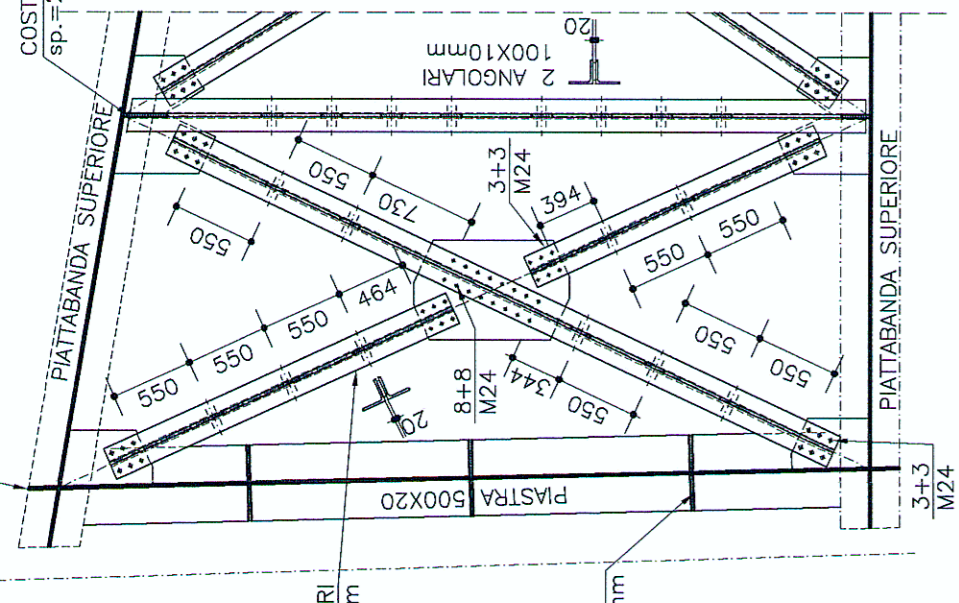 COST
sp.=
PIATTABANDA SUPERIORE
2 ANGOLARI
100X10mm
20
550
730
550
3+3
M24
394
550
550
464
550
550
550
20
8+8
M24
344
550
550
550
PIATTABANDA SUPERIORE
PIASTRA
500X20
3+3
M24
RI
m
nm